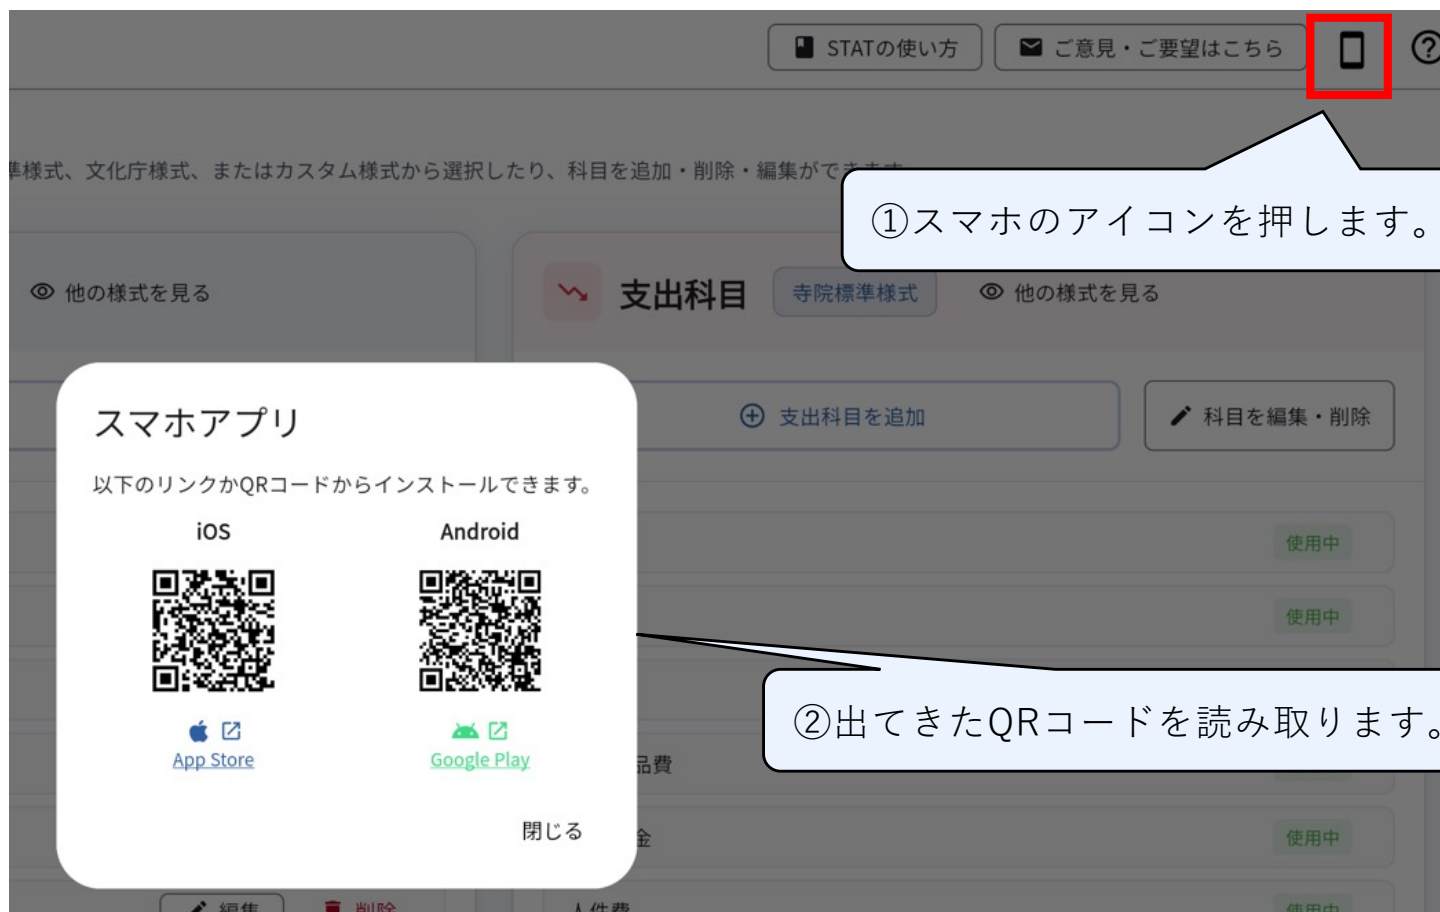 STATの使い方
ご意見・ご要望はこちら
様式、文化庁様式、またはカスタム様式から選択したり、科目を追加・削除・編集ができます
①スマホのアイコンを押します。
他の様式を見る
支出科目
寺院標準様式
他の様式を見る
スマホアプリ
支出科目を追加
科目を編集・削除
以下のリンクかQRコードからインストールできます。
iOS
Android
使用中
使用中
②出てきたQRコードを読み取ります。
App Store
Google Play
品費
閉じる
金
使用中
編集
削除
人件費
使用中